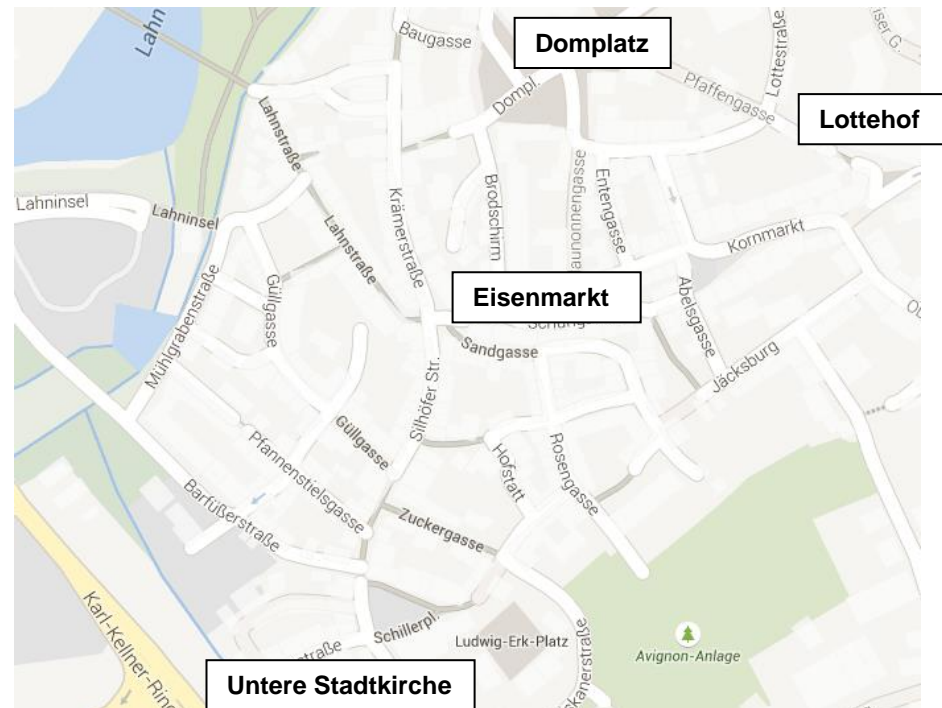 Lahn
Baugasse
Domplatz
Lottestraße
Pfaffengasse
Dompl.
Lottehof
Lahnstraße
Lahninsel
Lahninsel
Krämerstraße
Brodschirm
Entengasse
Kornmarkt
Lahnstraße
Güllgasse
Eisenmarkt
Abelsgasse
Mühlgrabenstraße
Sandgasse
Jäcksburg
Silhöfer Str.
Güllgasse
Pfannenstielsgasse
Hofstatt
Rosengasse
Barfüßerstraße
Zuckergasse
Karl-Kellner-Ring
Schillerpl.
Ludwig-Erk-Platz
Avignon-Anlage
Untere Stadtkirche